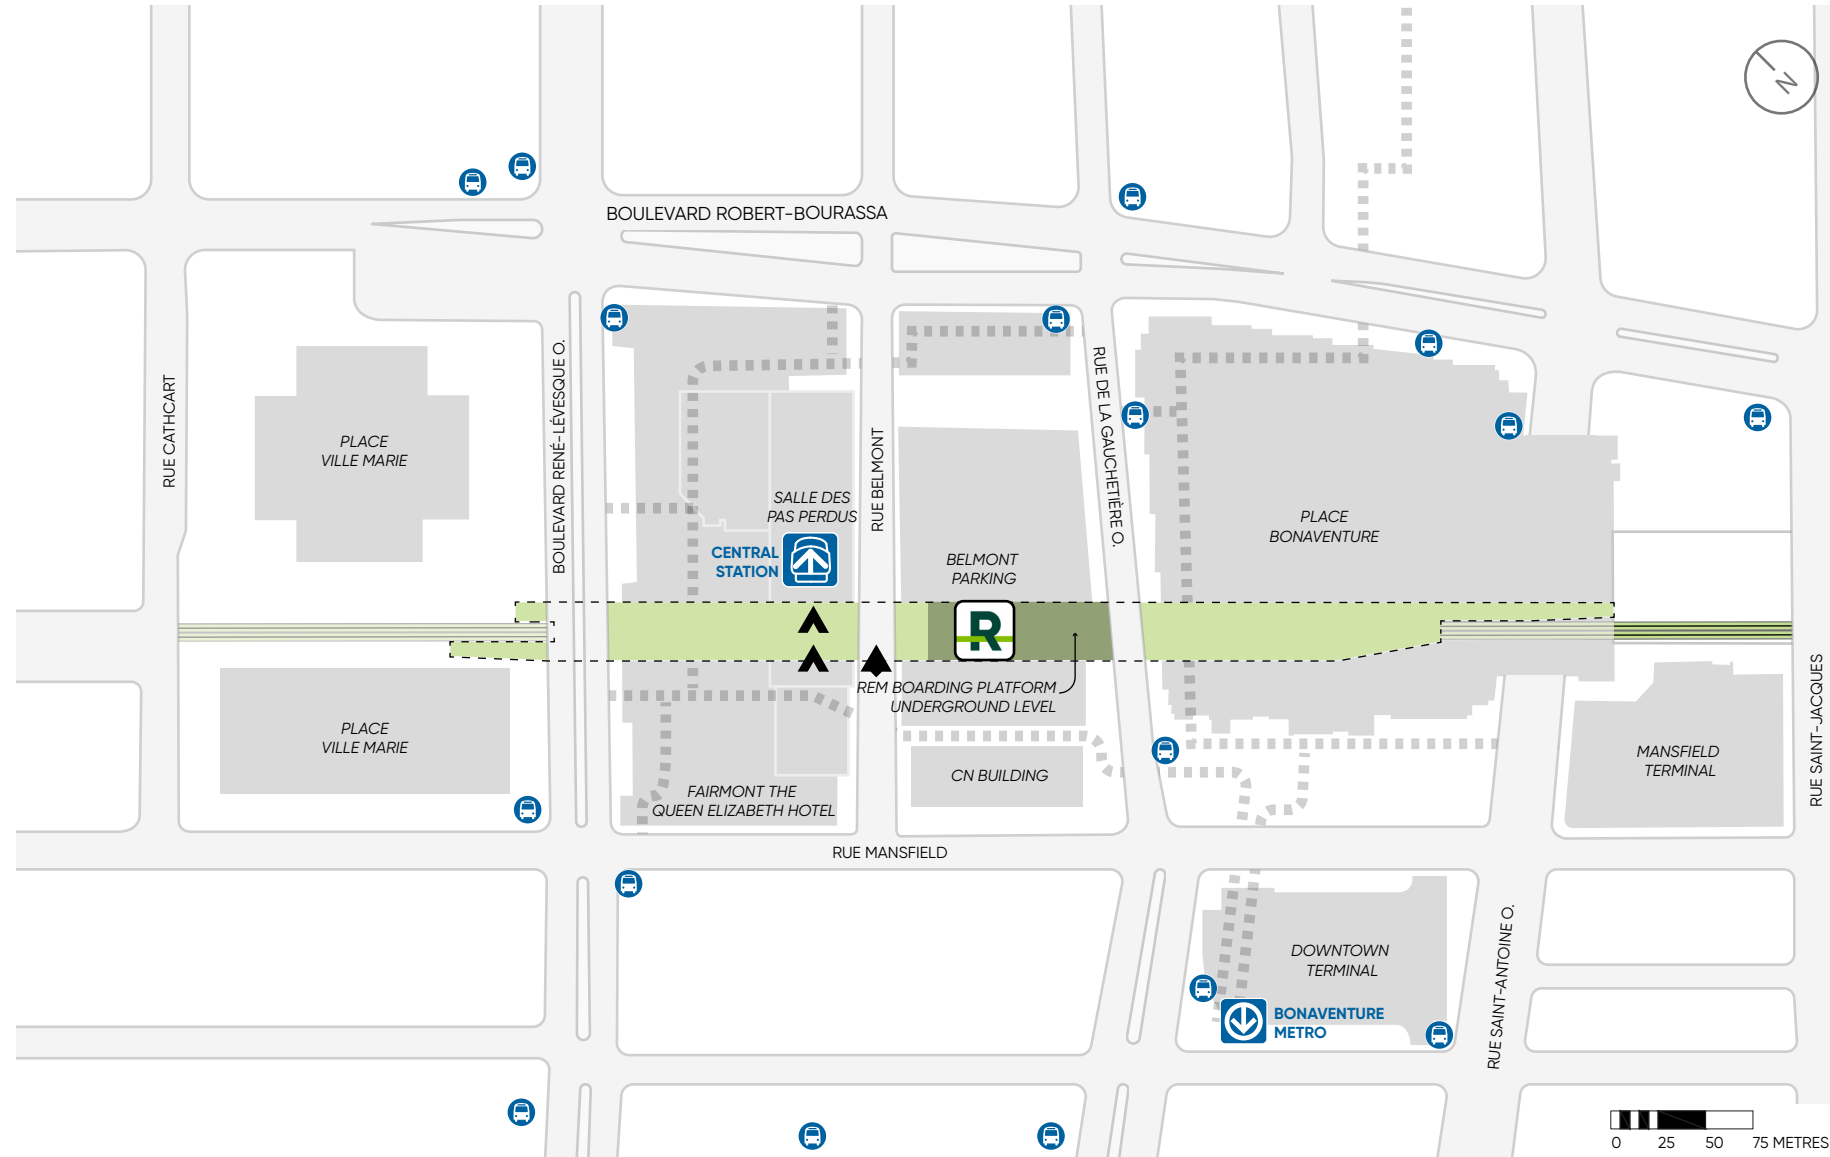 N
BOULEVARD ROBERT-BOURASSA
RUE CATHCART
BOULEVARD RENÉ-LÉVESQUE O.
RUE BELMONT
RUE DE LA GAUCHETIÈRE O.
PLACE
VILLE MARIE
SALLE DES
PAS PERDUS
CENTRAL
STATION
BELMONT
PARKING
PLACE
BONAVENTURE
R
REM BOARDING PLATFORM
UNDERGROUND LEVEL
PLACE
VILLE MARIE
FAIRMONT THE
QUEEN ELIZABETH HOTEL
CN BUILDING
MANSFIELD
TERMINAL
RUE SAINT-JACQUES
RUE MANSFIELD
DOWNTOWN
TERMINAL
BONAVENTURE
METRO
RUE SAINT-ANTOINE O.
0 25 50 75 METRES